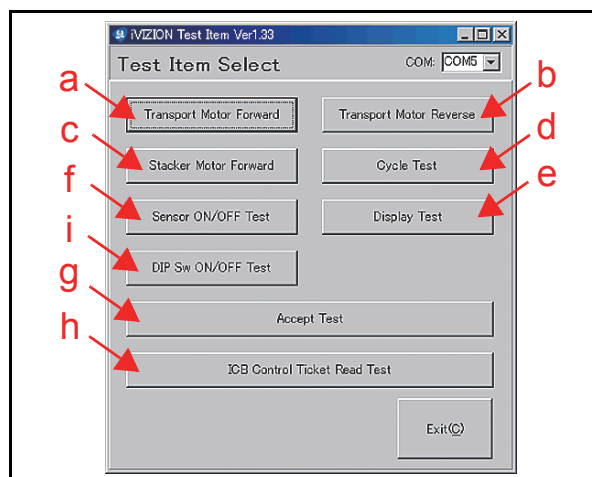 iVIZION Test Item Ver1.33
Test Item Select COM: COM5
a b
Transport Motor Forward Transport Motor Reverse
c d
Stacker Motor Forward Cycle Test
f e
Sensor ON/OFF Test Display Test
i
DIP Sw ON/OFF Test
g
Accept Test
h
ICB Control Ticket Read Test
Exit(C)